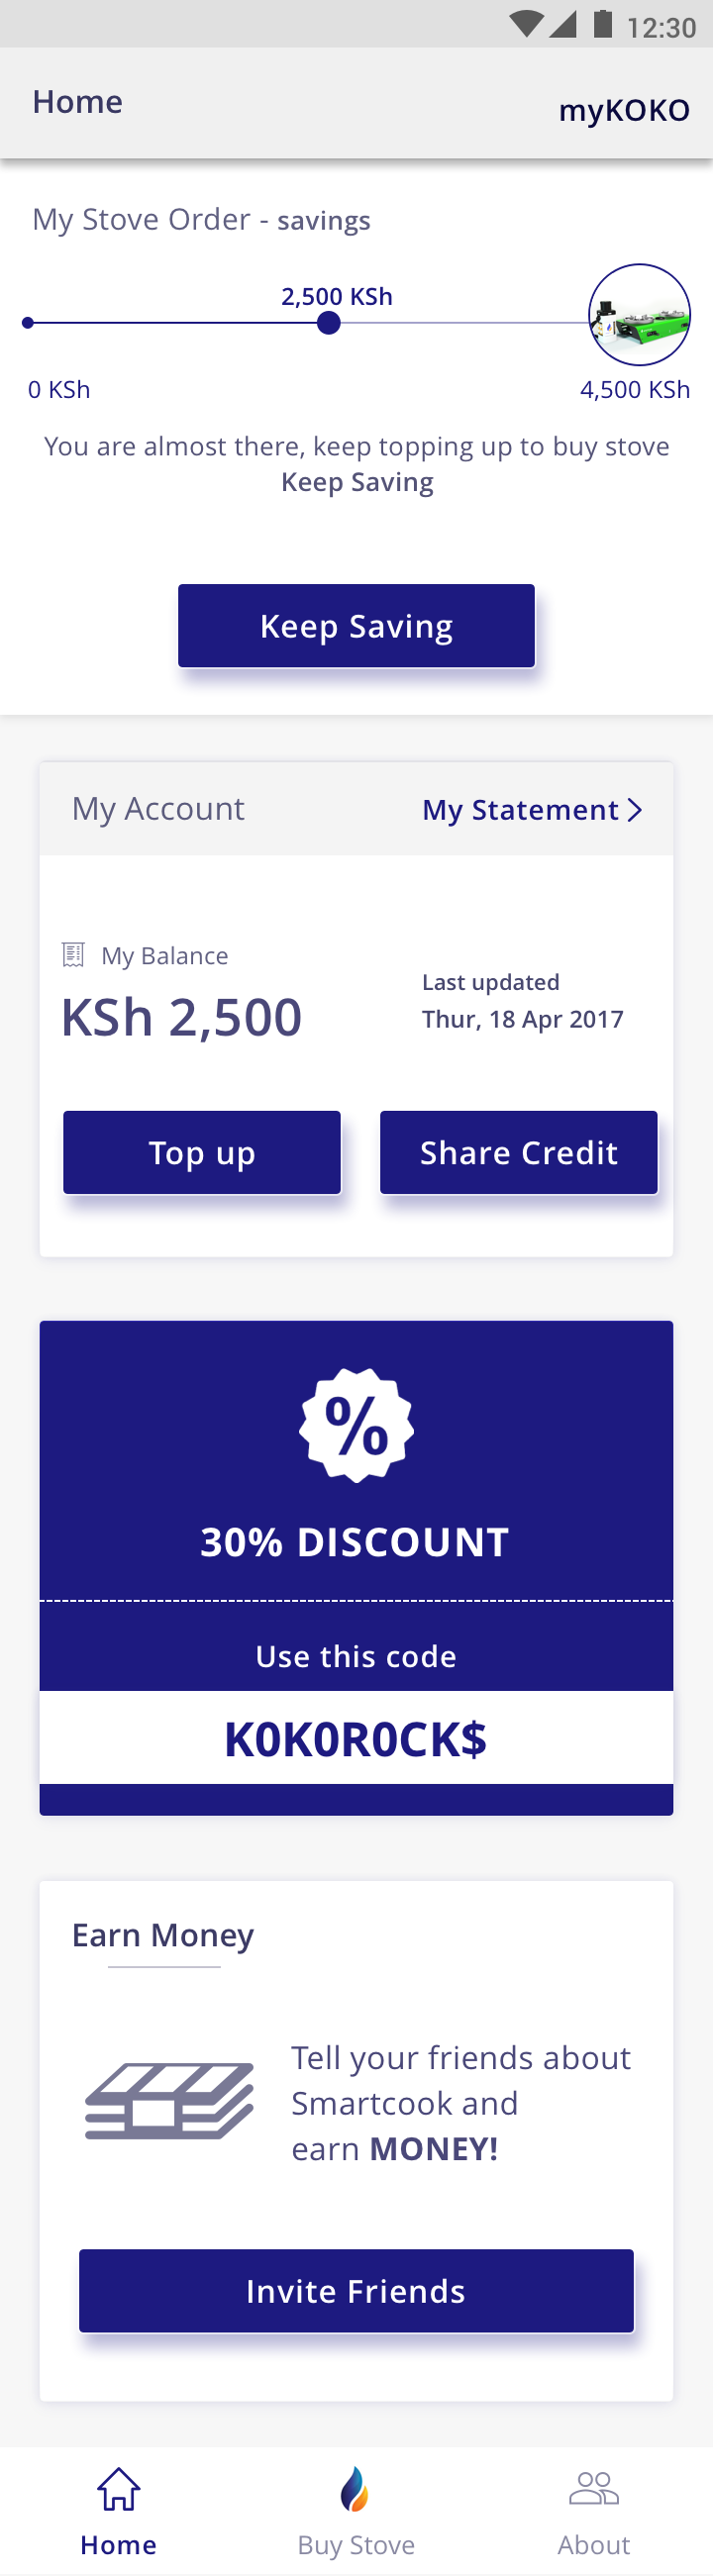 12:30
Home
myKOKO
My Stove Order - savings
2,500 KSh
0 KSh
4,500 KSh
You are almost there, keep topping up to buy stove
Keep Saving
Keep Saving
My Account
My Statement
My Balance
KSh 2,500
Last updated
Thur, 18 Apr 2017
Top up
Share Credit
%
30% DISCOUNT
Use this code
K0K0R0CK$
Earn Money
Tell your friends about
Smartcook and
earn MONEY!
Invite Friends
Home
Buy Stove
About